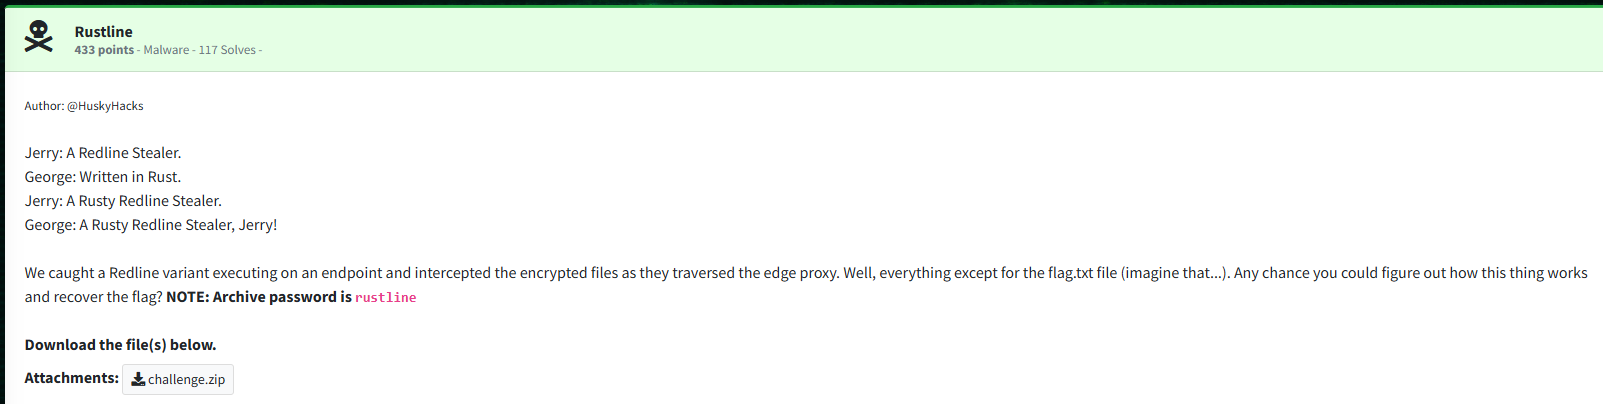 Rustline
433 points - Malware - 117 Solves -
Author: @HuskyHacks
Jerry: A Redline Stealer.
George: Written in Rust.
Jerry: A Rusty Redline Stealer.
George: A Rusty Redline Stealer, Jerry!
We caught a Redline variant executing on an endpoint and intercepted the encrypted files as they traversed the edge proxy. Well, everything except for the flag.txt file (imagine that...). Any chance you could figure out how this thing works
and recover the flag? NOTE: Archive password is rustline
Download the file(s) below.
Attachments: challenge.zip